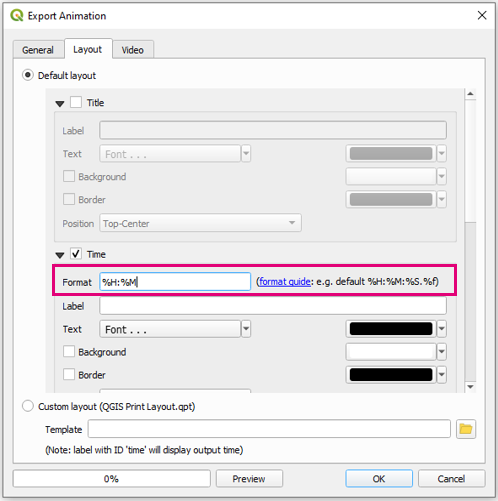 Export Animation
General Layout Video
Default layout
Title
Label
Text Font . . .
Background
Border
Position Top-Center
Time
Format %H:%M (format guide: e.g. default %H:%M:%S.%f)
Label
Text Font . . .
Background
Border
Custom layout (QGIS Print Layout.qpt)
Template
(Note: label with ID 'time' will display output time)
0% Preview OK Cancel